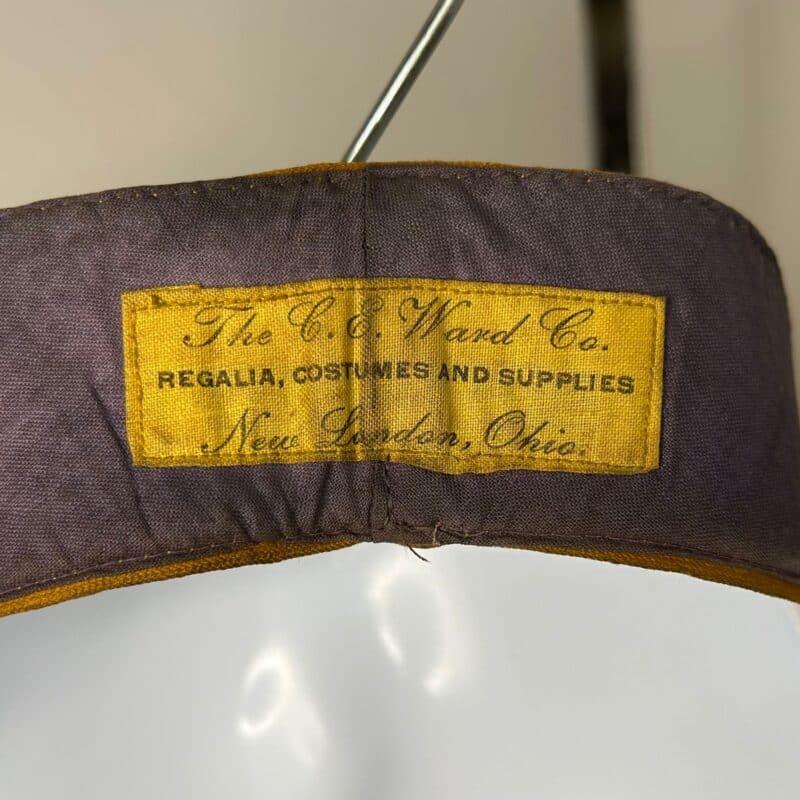 The C.E. Ward Co.
REGALIA, COSTUMES AND SUPPLIES
New London, Ohio.